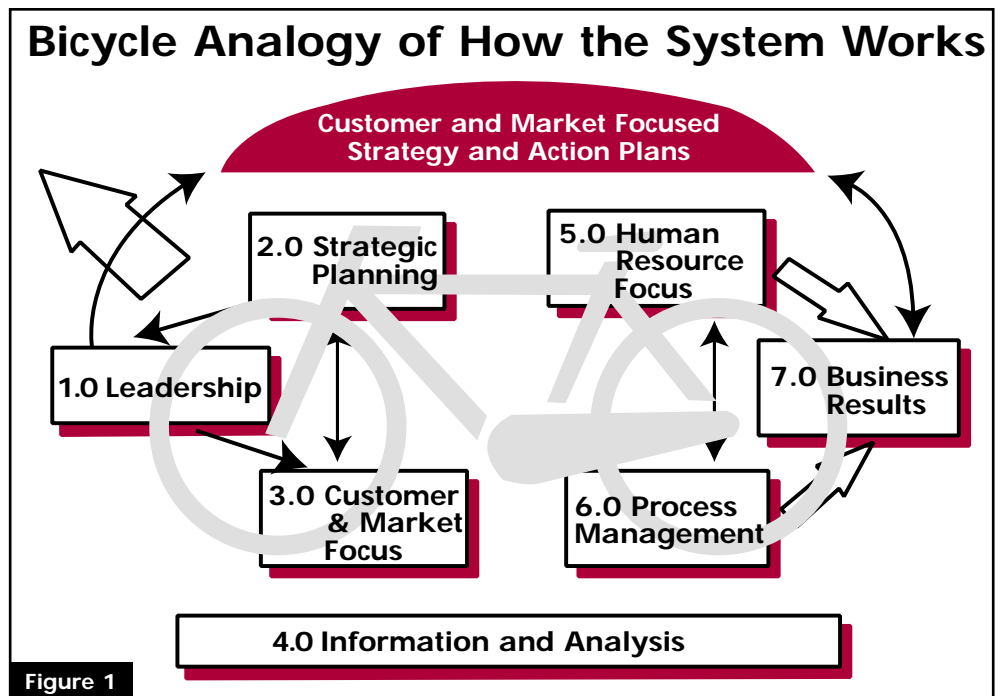 Bicycle Analogy of How the System Works
Customer and Market Focused
Strategy and Action Plans
2.0 Strategic
Planning
5.0 Human
Resource
Focus
1.0 Leadership
7.0 Business
Results
3.0 Customer
& Market
Focus
6.0 Process
Management
4.0 Information and Analysis
Figure 1